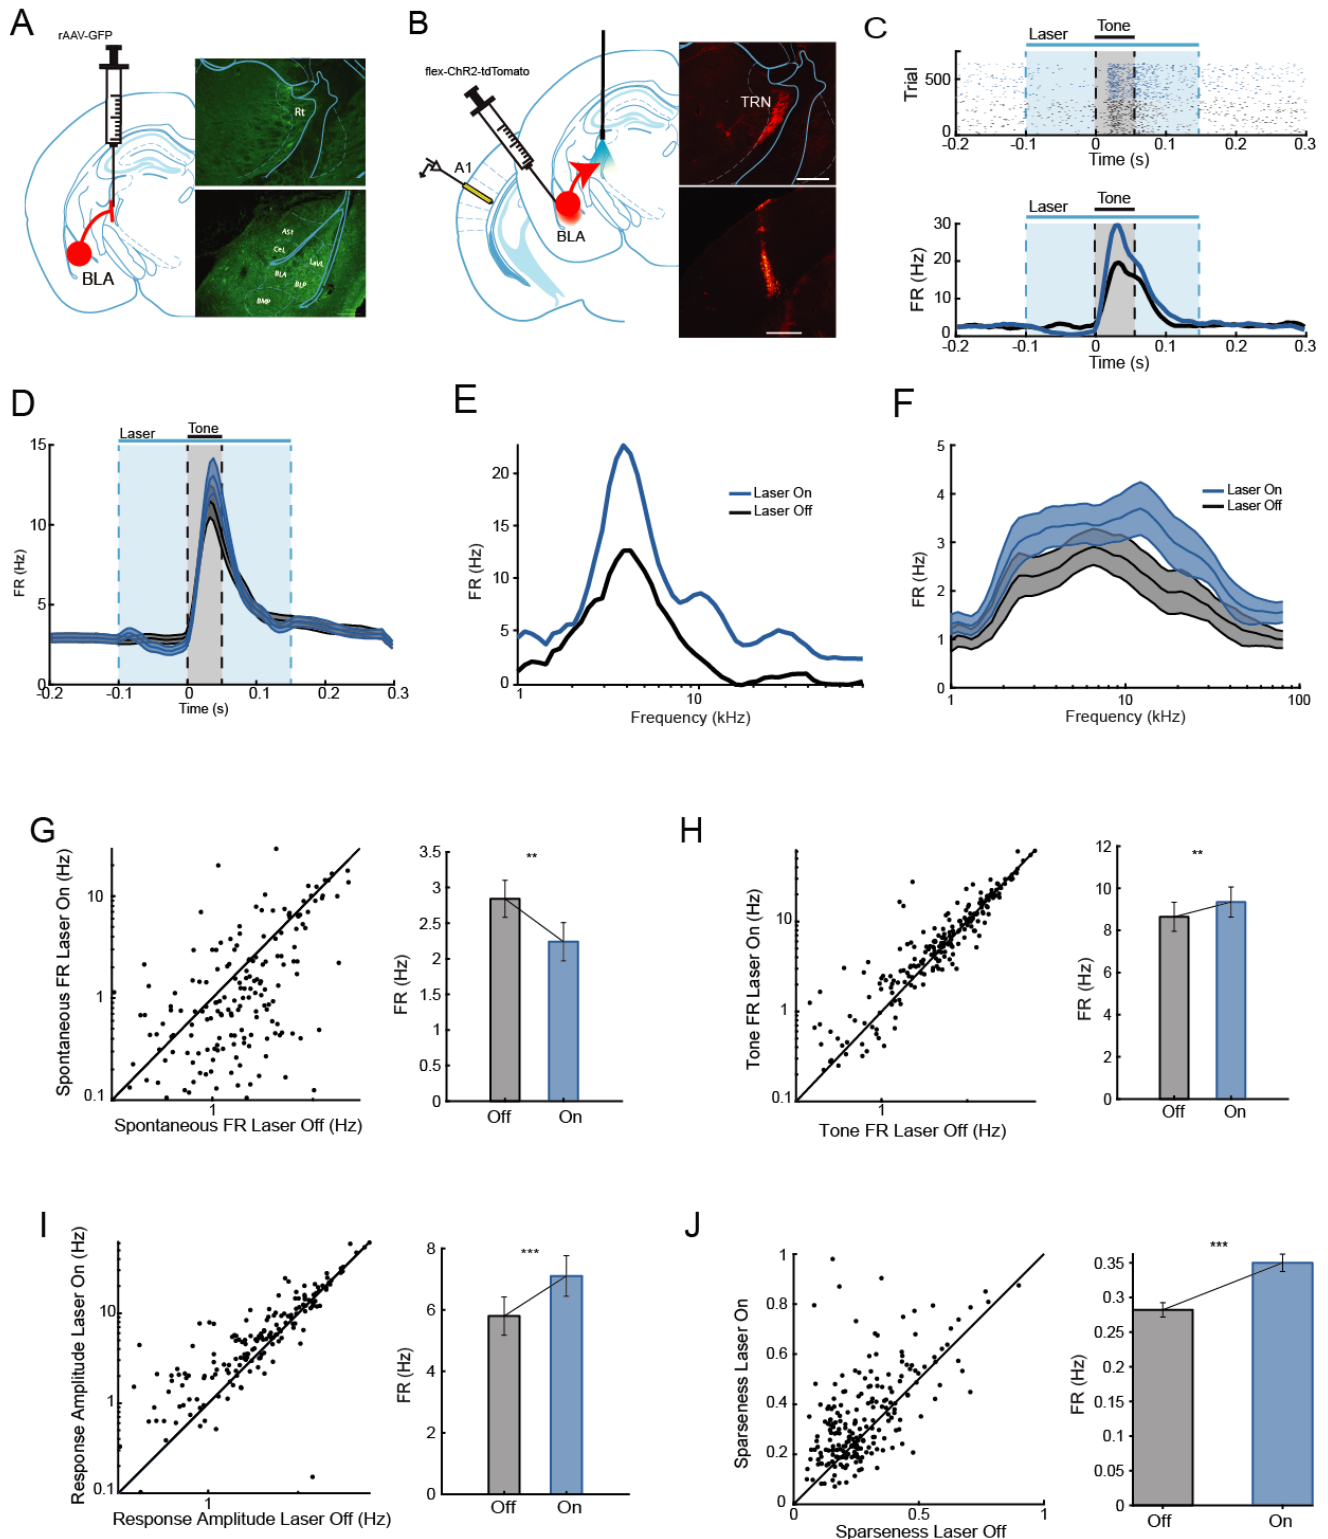 A
rAAV-GFP
BLA
Rt
ASt
CeL
LaVL
BLA
BLP
BMP
B
flex-ChR2-tdTomato
A1
BLA
TRN
C
Tone
Laser
Trial
500
0
-0.2 -0.1 0 0.1 0.2 0.3
Time (s)
Tone
Laser
FR (Hz)
30
20
10
0
-0.2 -0.1 0 0.1 0.2 0.3
Time (s)
D
Laser
Tone
FR (Hz)
15
10
5
0
-0.2 -0.1 0 0.1 0.2 0.3
Time (s)
E
FR (Hz)
20
15
10
5
0
1 10
Frequency (kHz)
Laser On
Laser Off
F
FR (Hz)
5
4
3
2
1
0
1 10 100
Frequency (kHz)
Laser On
Laser Off
G
Spontaneous FR Laser On (Hz)
10
1
0.1
1
Spontaneous FR Laser Off (Hz)
FR (Hz)
3.5
3
2.5
2
1.5
1
0.5
0
**
Off On
H
Tone FR Laser On (Hz)
10
1
0.1
1
Tone FR Laser Off (Hz)
FR (Hz)
12
10
8
6
4
2
0
**
Off On
I
Response Amplitude Laser On (Hz)
10
1
0.1
1
Response Amplitude Laser Off (Hz)
FR (Hz)
8
6
4
2
0
***
Off On
J
Sparseness Laser On
1
0.8
0.6
0.4
0.2
0
0 0.5 1
Sparseness Laser Off
FR (Hz)
0.35
0.3
0.25
0.2
0.15
0.1
0.05
0
***
Off On